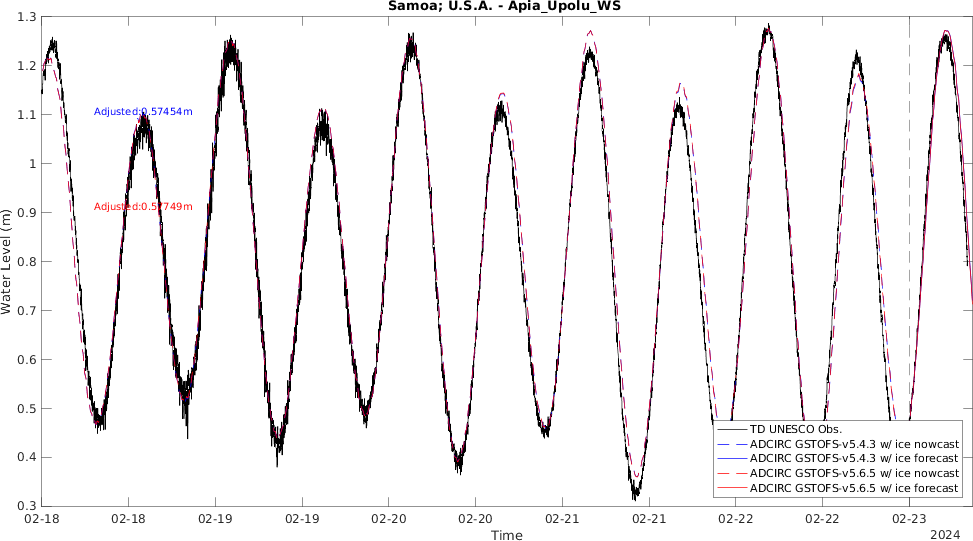 Samoa; U.S.A. - Apia_Upolu_WS
1.3
1.2
1.1
1
0.9
0.8
0.7
0.6
0.5
0.4
0.3
Water Level (m)
Adjusted:0.57454m
Adjusted:0.57749m
TD UNESCO Obs.
ADCIRC GSTOFS-v5.4.3 w/ ice nowcast
ADCIRC GSTOFS-v5.4.3 w/ ice forecast
ADCIRC GSTOFS-v5.6.5 w/ ice nowcast
ADCIRC GSTOFS-v5.6.5 w/ ice forecast
02-18 02-18 02-19 02-19 02-20 02-20 02-21 02-21 02-22 02-22 02-23
Time
2024